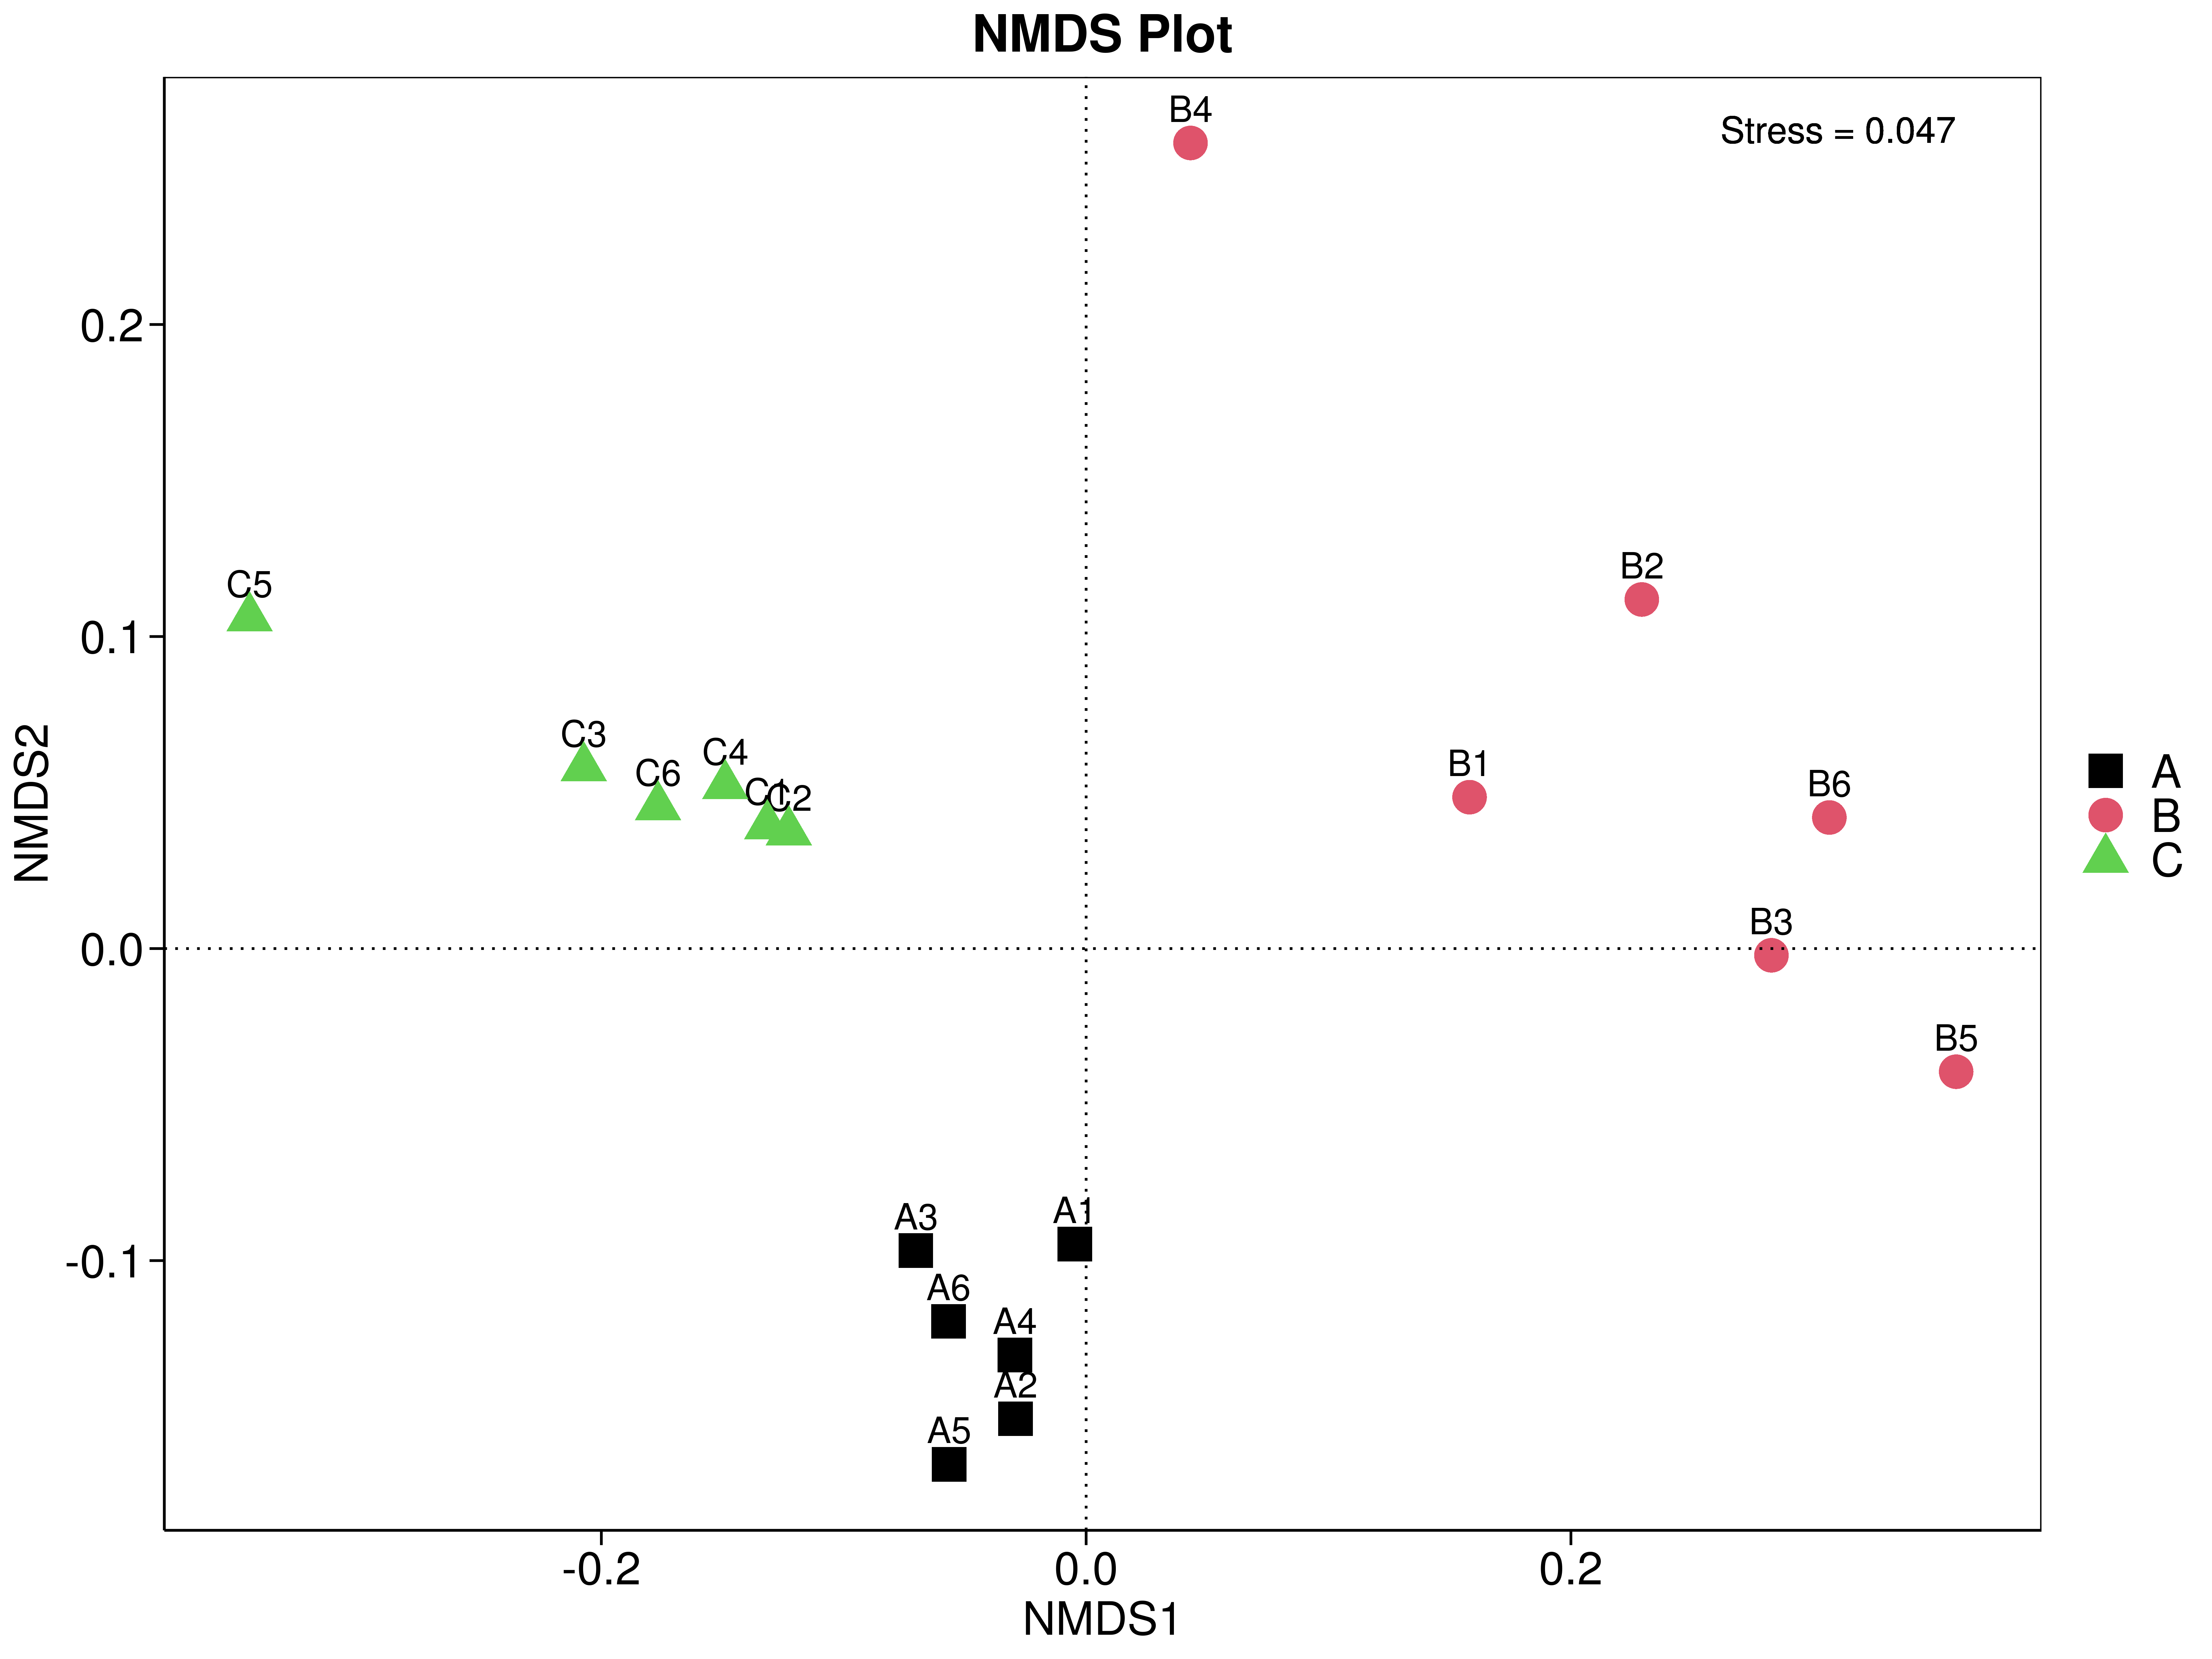 NMDS Plot
Stress = 0.047
B4
B2
B1
B6
B3
B5
C5
C3
C6
C4
C1
C2
A3
A1
A6
A4
A2
A5
0.2
0.1
0.0
-0.1
NMDS2
-0.2
0.0
0.2
NMDS1
A
B
C